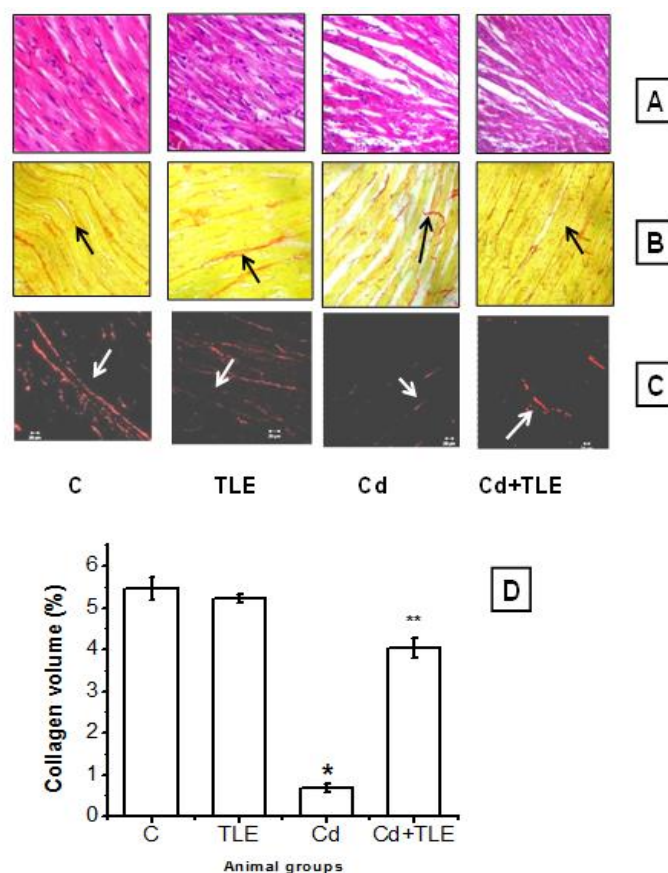 A
B
C
C TLE Cd Cd+TLE
D
Collagen volume (%)
6
5
4
3
2
1
0
*
**
C TLE Cd Cd+TLE
Animal groups